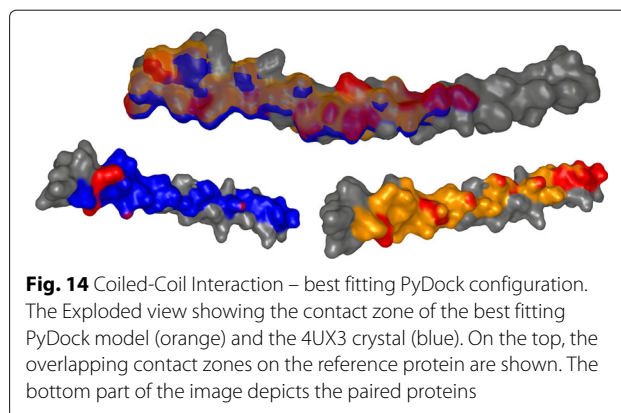 Fig. 14 Coiled-Coil Interaction – best fitting PyDock configuration.
The Exploded view showing the contact zone of the best fitting
PyDock model (orange) and the 4UX3 crystal (blue). On the top, the
overlapping contact zones on the reference protein are shown. The
bottom part of the image depicts the paired proteins